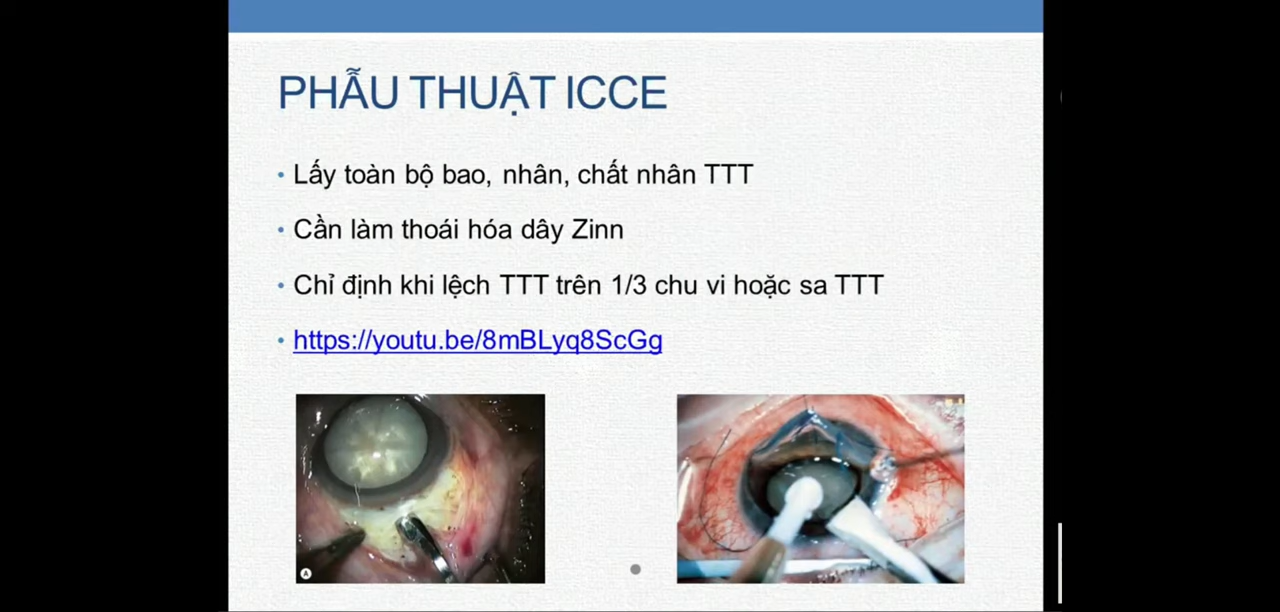 PHẪU THUẬT ICCE
• Lấy toàn bộ bao, nhân, chất nhân TTT
• Cần làm thoái hóa dây Zinn
• Chỉ định khi lệch TTT trên 1/3 chu vi hoặc sa TTT
• https://youtu.be/8mBLyq8ScGg
A